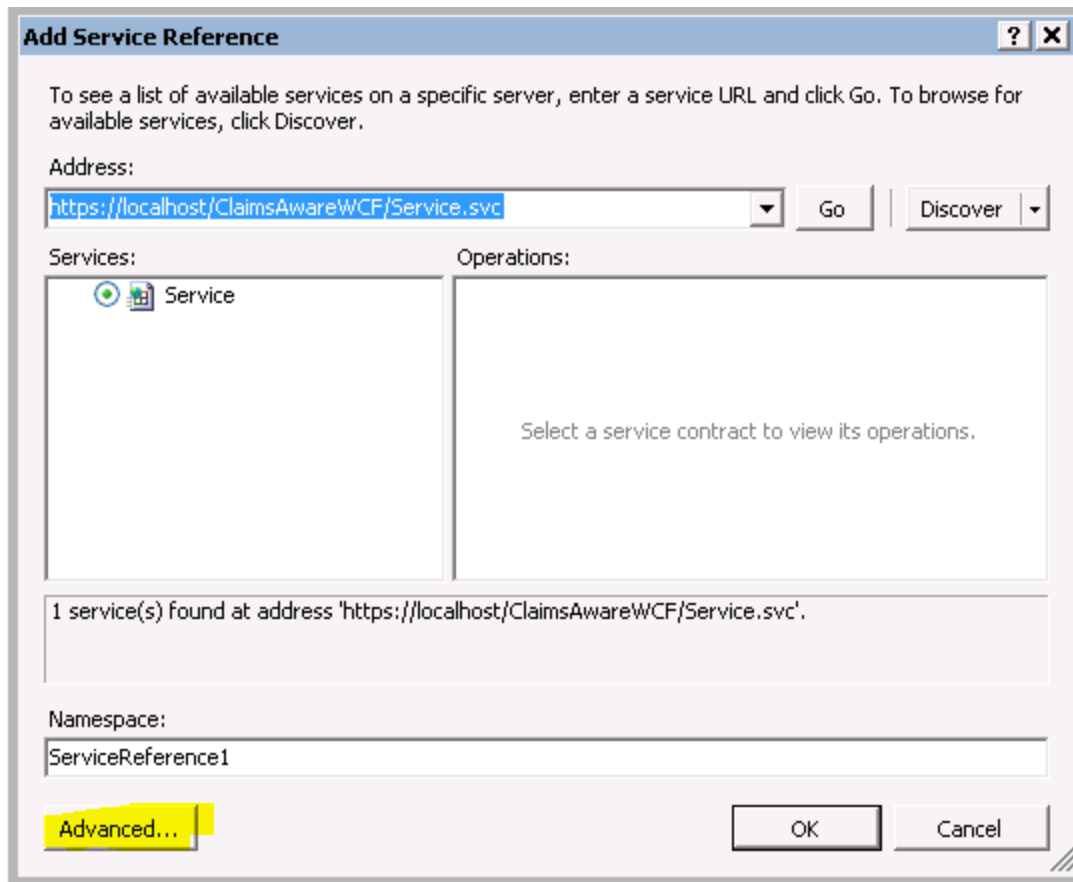 Add Service Reference
To see a list of available services on a specific server, enter a service URL and click Go. To browse for
available services, click Discover.
Address:
https://localhost/ClaimsAwareWCF/Service.svc
Go
Discover
Services:
Operations:
Service
Select a service contract to view its operations.
1 service(s) found at address 'https://localhost/ClaimsAwareWCF/Service.svc'.
Namespace:
ServiceReference1
Advanced...
OK
Cancel